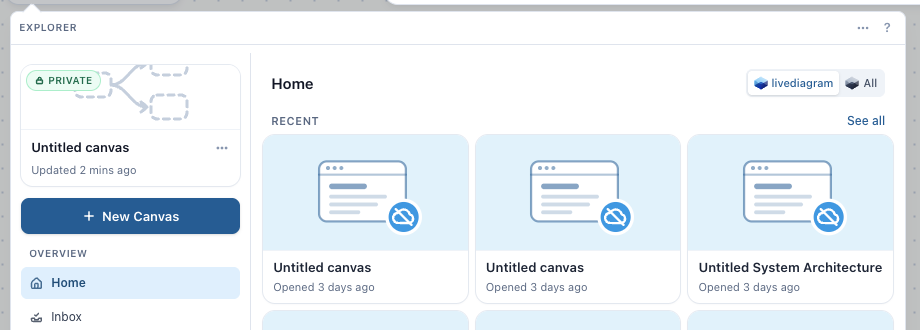 EXPLORER
... ?
PRIVATE
Untitled canvas
...
Updated 2 mins ago
+ New Canvas
OVERVIEW
Home
Inbox
Home
livediagram All
RECENT
See all
Untitled canvas
Opened 3 days ago
Untitled canvas
Opened 3 days ago
Untitled System Architecture
Opened 3 days ago